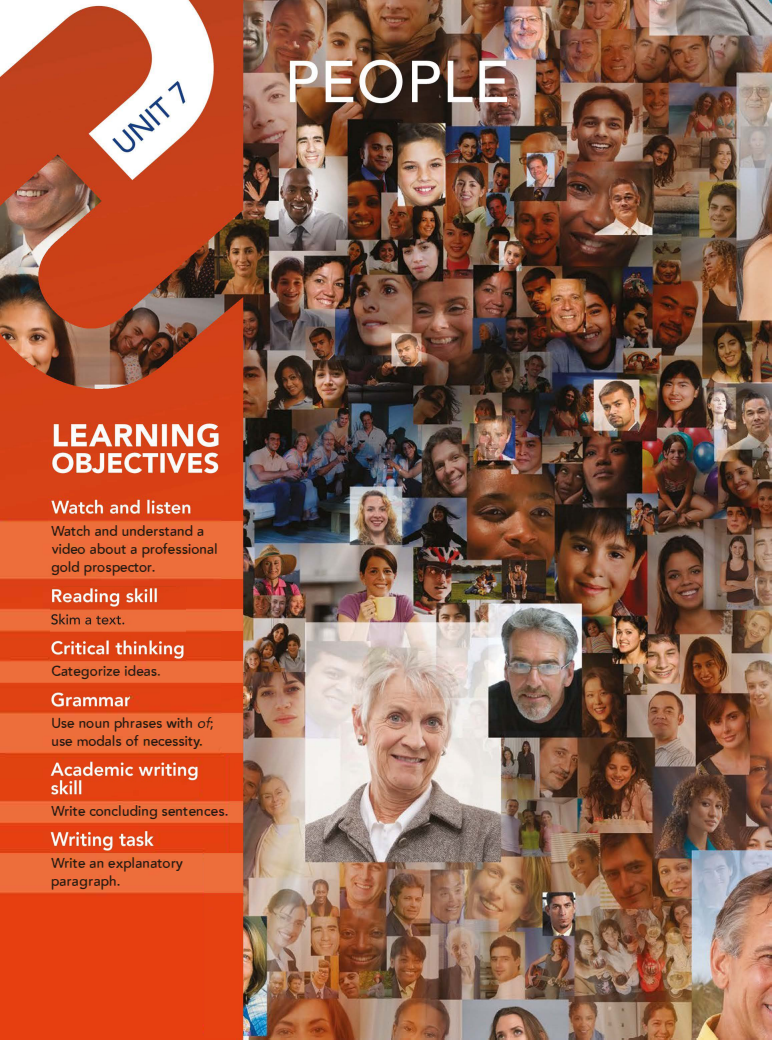 UNIT 7
PEOPLE
LEARNING
OBJECTIVES
Watch and listen
Watch and understand a
video about a professional
gold prospector.
Reading skill
Skim a text.
Critical thinking
Categorize ideas.
Grammar
Use noun phrases with of;
use modals of necessity.
Academic writing
skill
Write concluding sentences.
Writing task
Write an explanatory
paragraph.